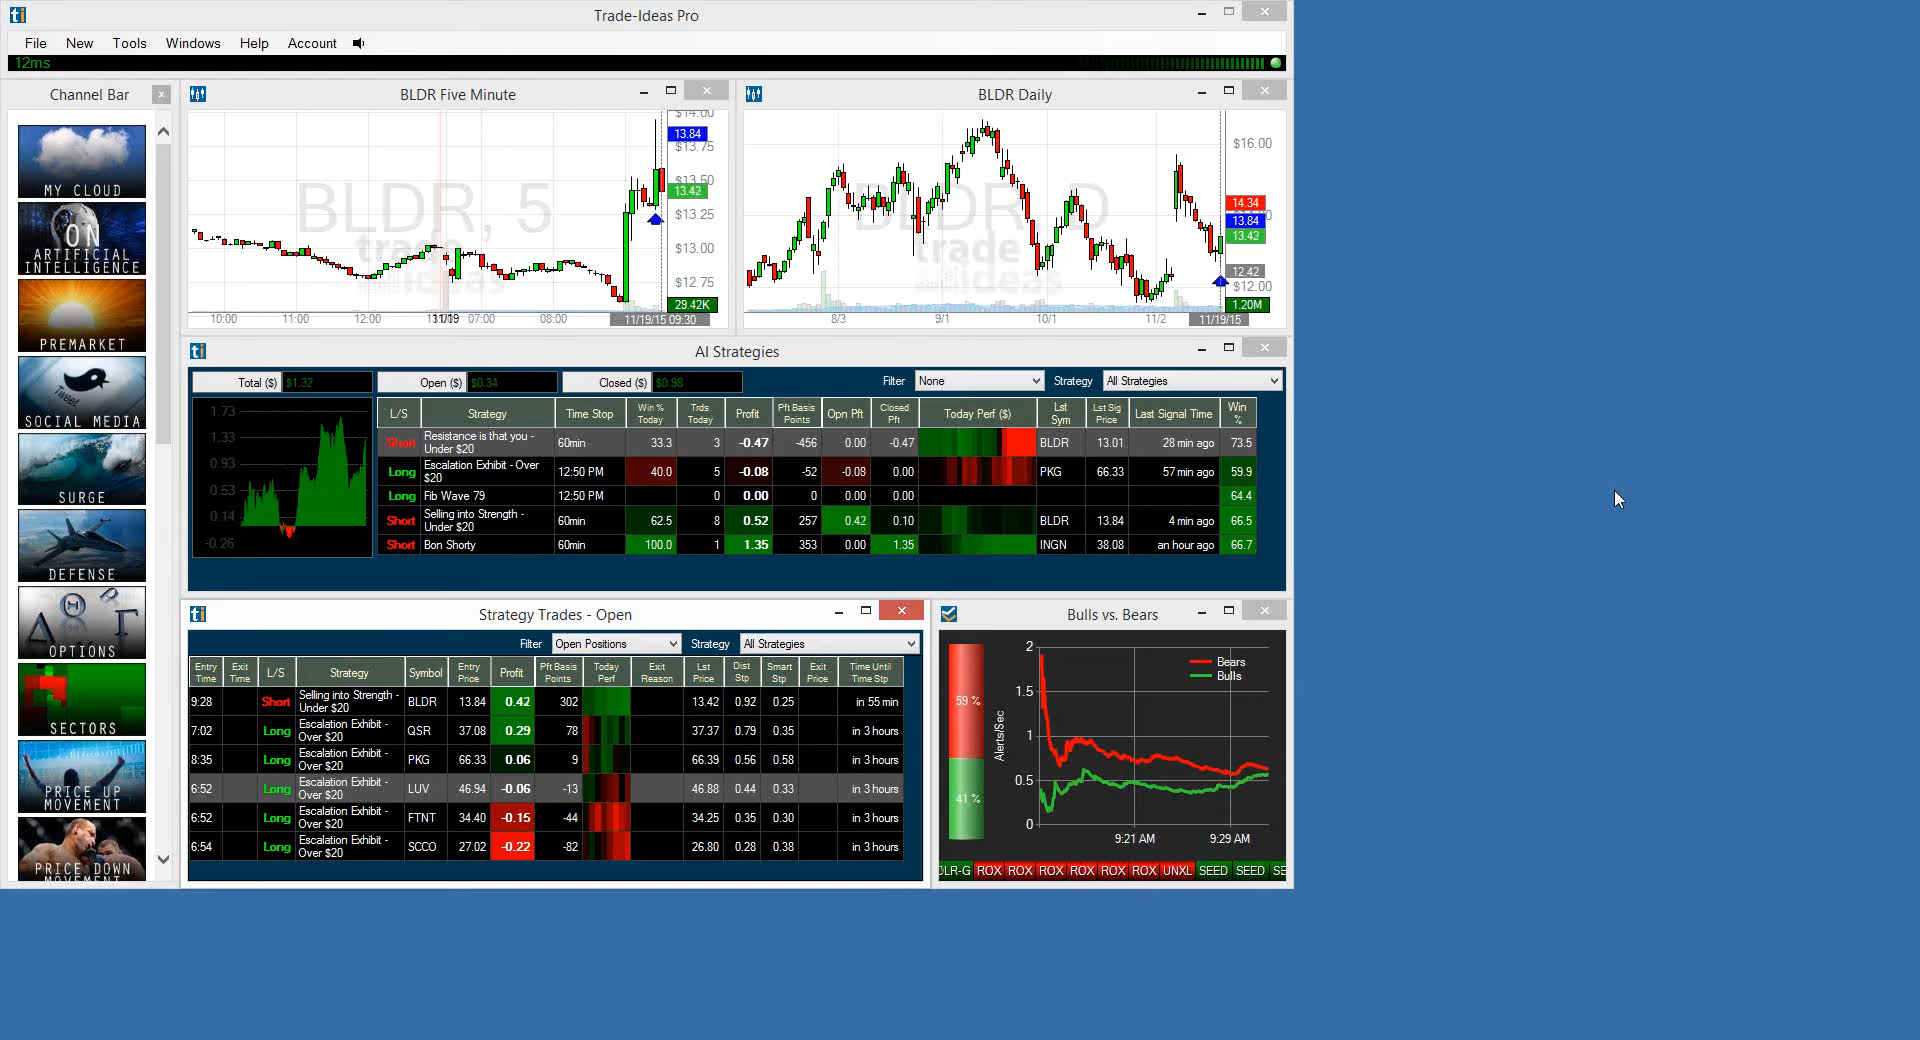 Trade-Ideas Pro
File New Tools Windows Help Account
12ms
Channel Bar
MY CLOUD
ON
ARTIFICIAL
INTELLIGENCE
PREMARKET
Tweet
SOCIAL MEDIA
SURGE
DEFENSE
OPTIONS
SECTORS
PRICE UP
MOVEMENT
PRICE DOWN
MOVEMENT
BLDR Five Minute
BLDR, 5
trade
ideas
$14.00
13.84
$13.75
$13.50
13.42
$13.25
$13.00
$12.75
29.42K
10:00 11:00 12:00 11/19 07:00 08:00 11/19/15 09:30
BLDR Daily
BLDR, D
trade
ideas
$16.00
14.34
13.84
13.42
12.42
$12.00
1.20M
8/3 9/1 10/1 11/2 11/19/15
AI Strategies
Total ($) $1.32 Open ($) $0.34 Closed ($) $0.98 Filter None Strategy All Strategies
1.73
1.33
0.93
0.53
0.14
-0.26
L/S Strategy Time Stop Win % Today Trds Today Profit Pft Basis Points Opn Pft Closed Pft Today Perf ($) Lst Sym Lst Sig Price Last Signal Time Win %
Short Resistance is that you - Under $20 60min 33.3 3 -0.47 -456 0.00 -0.47 BLDR 13.01 28 min ago 73.5
Long Escalation Exhibit - Over $20 12:50 PM 40.0 5 -0.08 -52 -0.08 0.00 PKG 66.33 57 min ago 59.9
Long Fib Wave 79 12:50 PM 0 0.00 0 0.00 0.00 64.4
Short Selling into Strength - Under $20 60min 62.5 8 0.52 257 0.42 0.10 BLDR 13.84 4 min ago 66.5
Short Bon Shorty 60min 100.0 1 1.35 353 0.00 1.35 INGN 38.08 an hour ago 66.7
Strategy Trades - Open
Filter Open Positions Strategy All Strategies
Entry Time Exit Time L/S Strategy Symbol Entry Price Profit Pft Basis Points Today Perf Exit Reason Lst Price Dist Stp Smart Stp Exit Price Time Until Time Stp
9:28 Short Selling into Strength - Under $20 BLDR 13.84 0.42 302 13.42 0.92 0.25 in 55 min
7:02 Long Escalation Exhibit - Over $20 QSR 37.08 0.29 78 37.37 0.79 0.35 in 3 hours
8:35 Long Escalation Exhibit - Over $20 PKG 66.33 0.06 9 66.39 0.56 0.58 in 3 hours
6:52 Long Escalation Exhibit - Over $20 LUV 46.94 -0.06 -13 46.88 0.44 0.33 in 3 hours
6:52 Long Escalation Exhibit - Over $20 FTNT 34.40 -0.15 -44 34.25 0.35 0.30 in 3 hours
6:54 Long Escalation Exhibit - Over $20 SCCO 27.02 -0.22 -82 26.80 0.28 0.38 in 3 hours
Bulls vs. Bears
59 %
41 %
Alerts/Sec
2
1.5
1
0.5
0
Bears
Bulls
9:21 AM 9:29 AM
LR-G ROX ROX ROX ROX ROX ROX UNXL SEED SEED SE